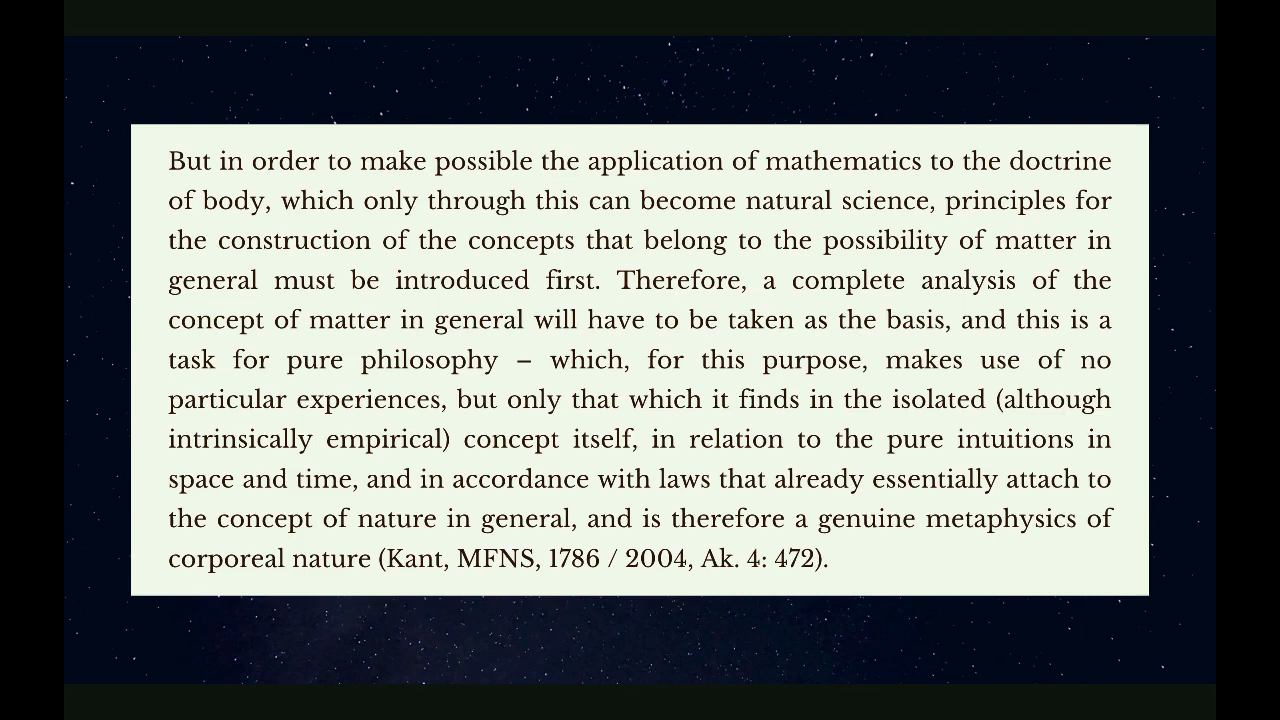 But in order to make possible the application of mathematics to the doctrine
of body, which only through this can become natural science, principles for
the construction of the concepts that belong to the possibility of matter in
general must be introduced first. Therefore, a complete analysis of the
concept of matter in general will have to be taken as the basis, and this is a
task for pure philosophy – which, for this purpose, makes use of no
particular experiences, but only that which it finds in the isolated (although
intrinsically empirical) concept itself, in relation to the pure intuitions in
space and time, and in accordance with laws that already essentially attach to
the concept of nature in general, and is therefore a genuine metaphysics of
corporeal nature (Kant, MFNS, 1786 / 2004, Ak. 4: 472).